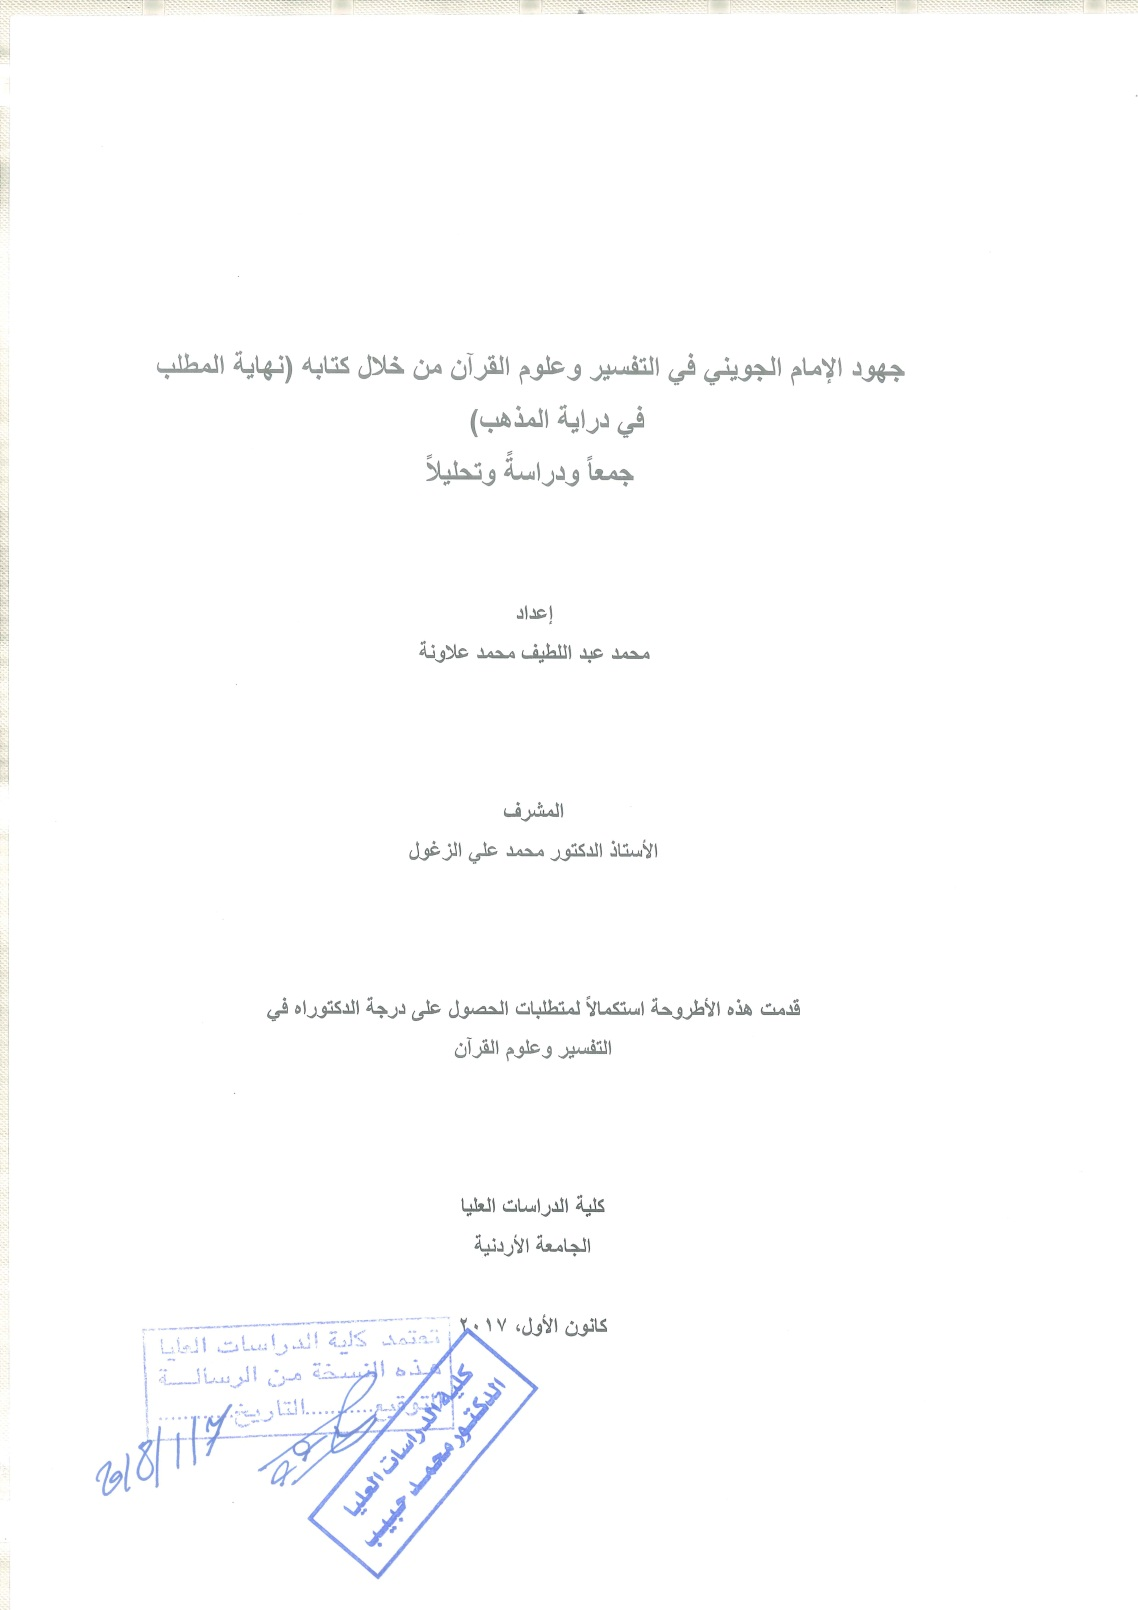 جهود الإمام الجويني في التفسير وعلوم القرآن من خلال كتابه (نهاية المطلب
في دراية المذهب)
جمعاً ودراسةً وتحليلاً
إعداد
محمد عبد اللطيف محمد علاونة
المشرف
الأستاذ الدكتور محمد علي الزغول
قدمت هذه الأطروحة استكمالاً لمتطلبات الحصول على درجة الدكتوراه في
التفسير وعلوم القرآن
كلية الدراسات العليا
الجامعة الأردنية
كانون الأول، ٢٠١٧
تعتمد كلية الدراسات العليا
هذه النسخة من الرسالــة
التوقيع...........التاريخ............
كلية الدراسات العليا
الدكتور محمد حبيب